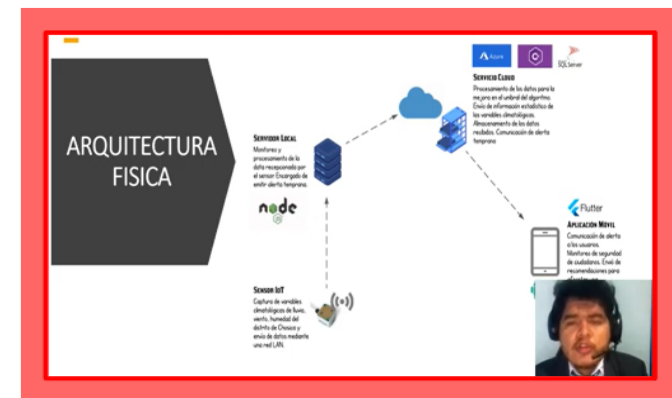 ARQUITECTURA
FISICA
Azure
SQL Server
SERVICIO CLOUD
Procesamiento de los datos para la
mejora en el umbral del algoritmo.
Envío de información estadística de
las variables climatológicas.
Almacenamiento de los datos
recibidos. Comunicación de alerta
temprana
SERVIDOR LOCAL
Monitoreo y
procesamiento de la
data recepcionada por
el sensor Encargado de
emitir alerta temprana.
node
JS
Flutter
APLICACIÓN MÓVIL
Comunicación de alerta
a los usuarios.
Monitoreo de seguridad
de ciudadanos. Envió de
recomendaciones para
SENSOR IOT
Captura de variables
climatológicas de lluvia,
viento, humedad del
distrito de Chosica y
envío de datos mediante
una red LAN.